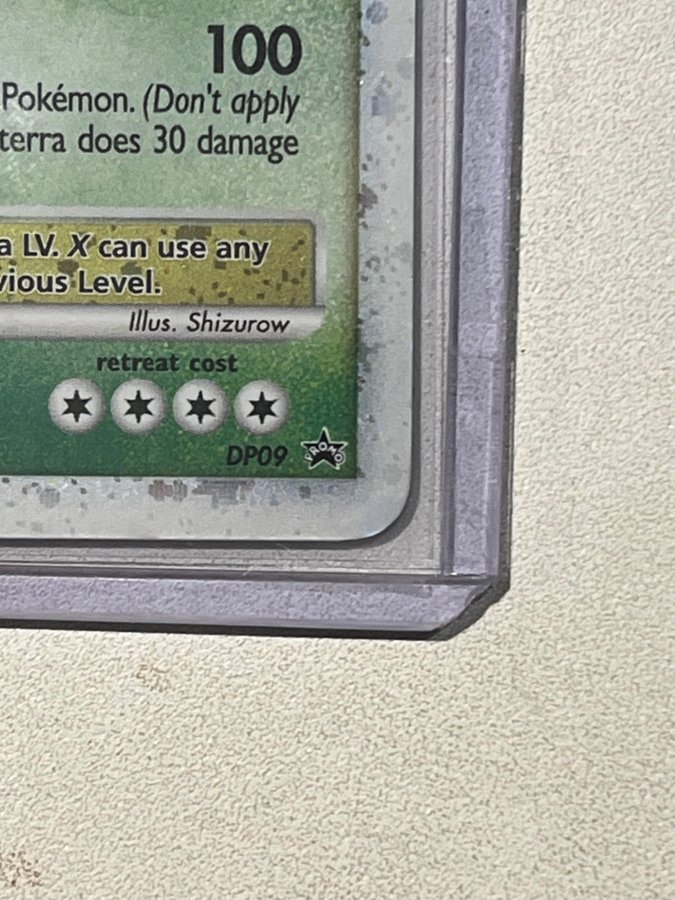 100
Pokémon. (Don't apply
terra does 30 damage
a LV. X can use any
vious Level.
Illus. Shizurow
retreat cost
DP09 PROMO